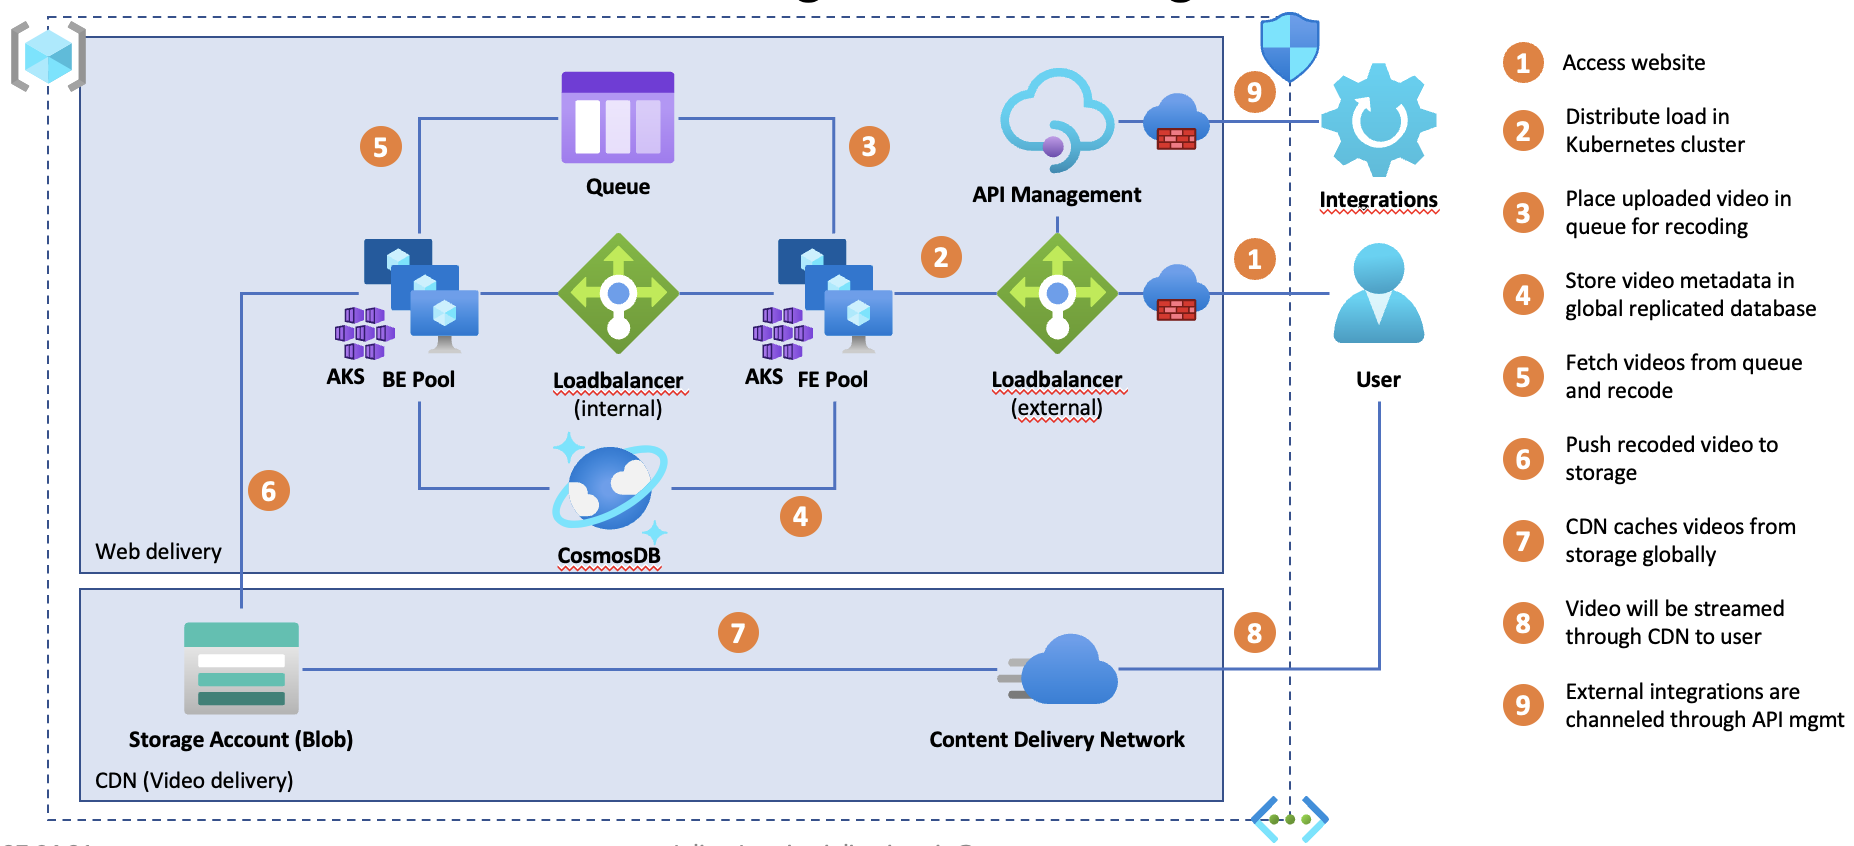 9
1
Access website
2
Distribute load in
Kubernetes cluster
3
Place uploaded video in
queue for recoding
4
Store video metadata in
global replicated database
5
Fetch videos from queue
and recode
6
Push recoded video to
storage
7
CDN caches videos from
storage globally
8
Video will be streamed
through CDN to user
9
External integrations are
channeled through API mgmt
5
3
Queue
API Management
Integrations
2
1
AKS BE Pool
Loadbalancer
(internal)
AKS FE Pool
Loadbalancer
(external)
User
6
4
CosmosDB
Web delivery
7
8
Storage Account (Blob)
Content Delivery Network
CDN (Video delivery)